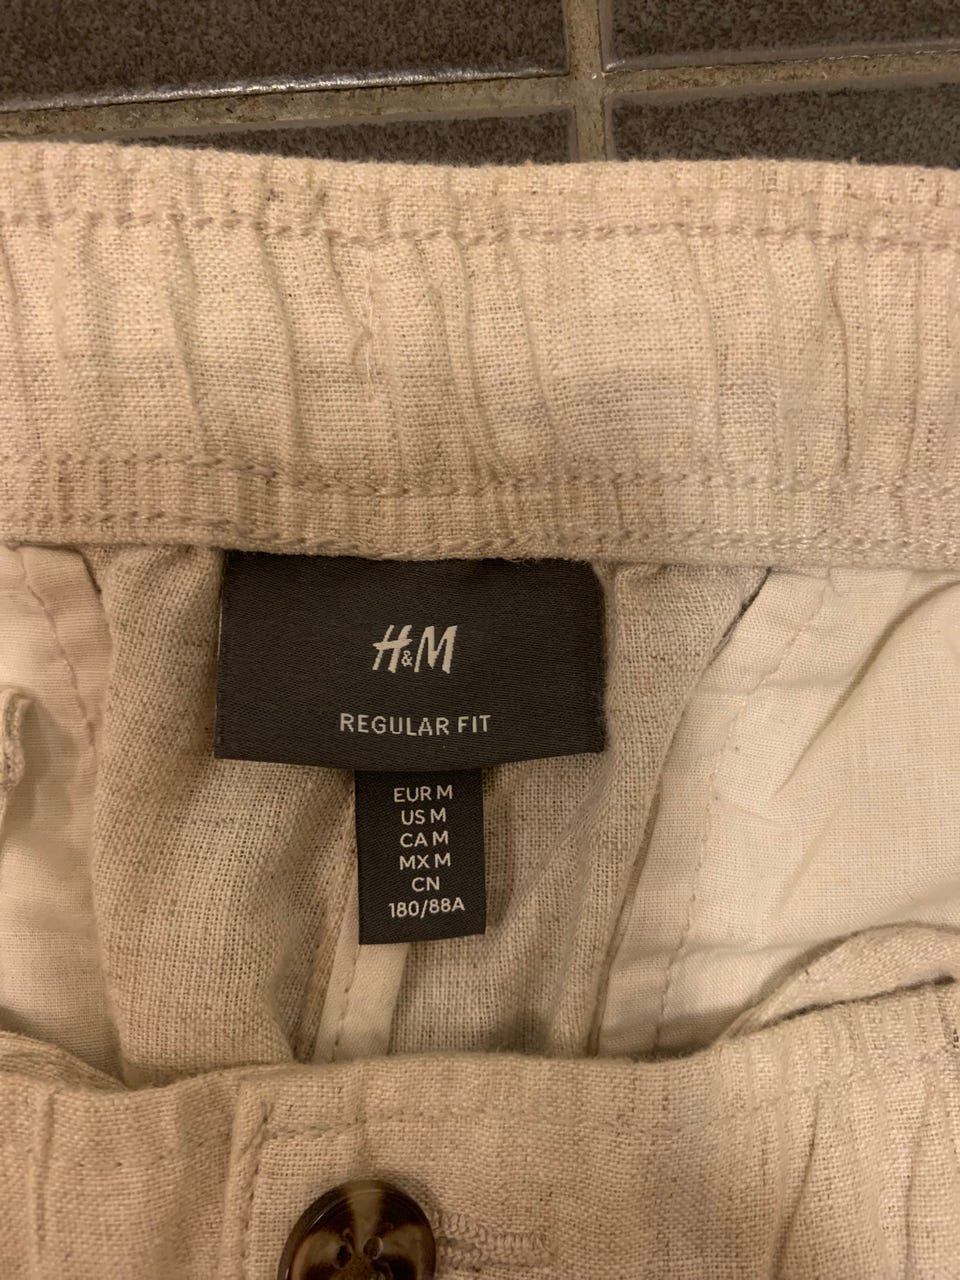 H&M
REGULAR FIT
EUR M
US M
CA M
MX M
CN
180/88A